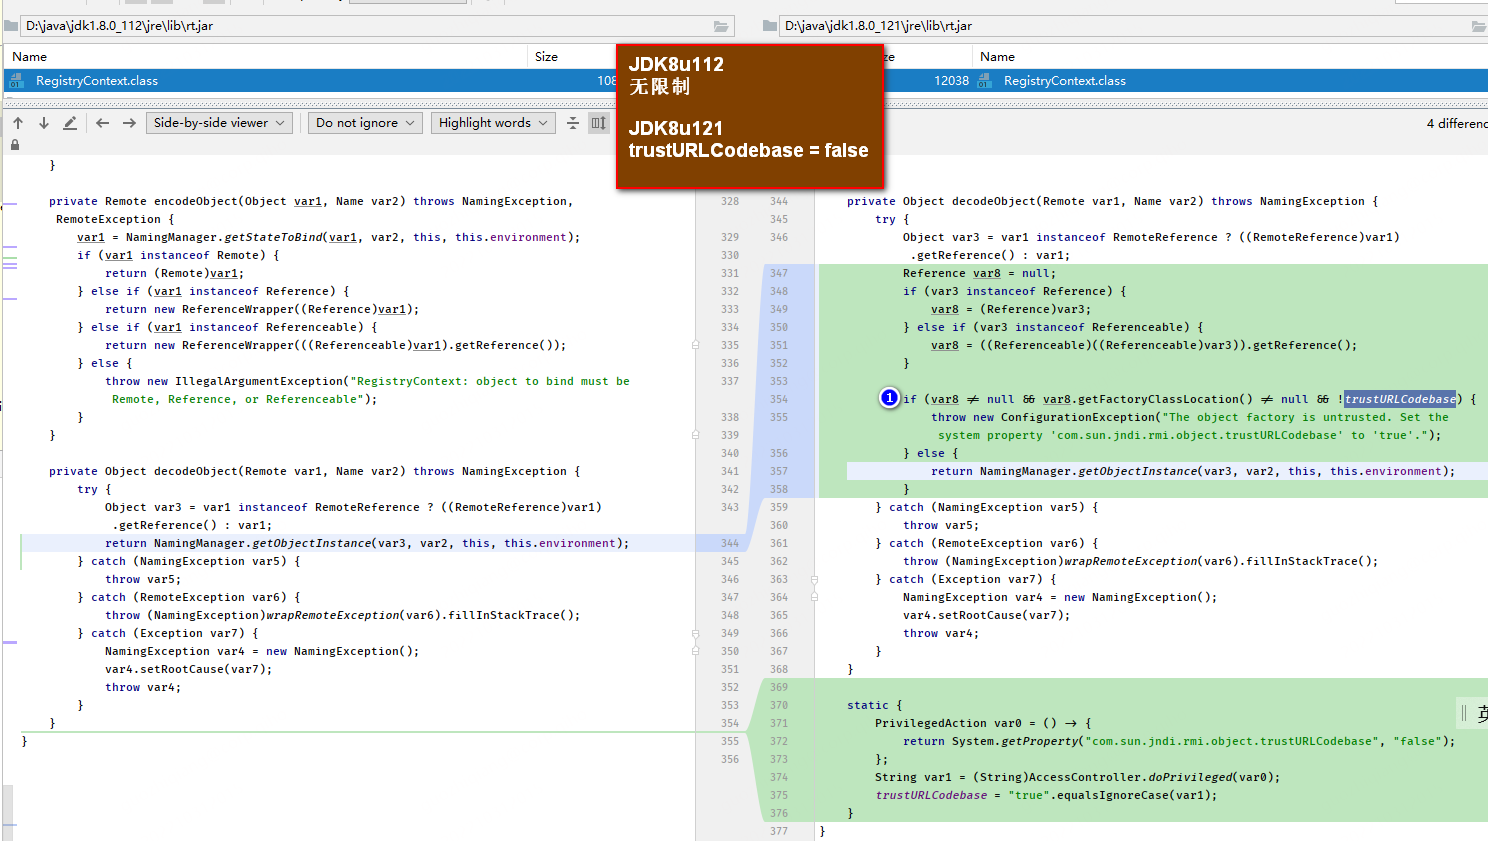 D:\java\jdk1.8.0_112\jre\lib\rt.jar
D:\java\jdk1.8.0_121\jre\lib\rt.jar
Name Size
Name
RegistryContext.class 108
12038 RegistryContext.class
JDK8u112
无限制
JDK8u121
trustURLCodebase = false
Side-by-side viewer Do not ignore Highlight words
4 differenc
}
private Remote encodeObject(Object var1, Name var2) throws NamingException,
RemoteException {
var1 = NamingManager.getStateToBind(var1, var2, this, this.environment);
if (var1 instanceof Remote) {
return (Remote)var1;
} else if (var1 instanceof Reference) {
return new ReferenceWrapper((Reference)var1);
} else if (var1 instanceof Referenceable) {
return new ReferenceWrapper(((Referenceable)var1).getReference());
} else {
throw new IllegalArgumentException("RegistryContext: object to bind must be
Remote, Reference, or Referenceable");
}
}
private Object decodeObject(Remote var1, Name var2) throws NamingException {
try {
Object var3 = var1 instanceof RemoteReference ? ((RemoteReference)var1)
.getReference() : var1;
return NamingManager.getObjectInstance(var3, var2, this, this.environment);
} catch (NamingException var5) {
throw var5;
} catch (RemoteException var6) {
throw (NamingException)wrapRemoteException(var6).fillInStackTrace();
} catch (Exception var7) {
NamingException var4 = new NamingException();
var4.setRootCause(var7);
throw var4;
}
}
}
328 344
345
329 346
330
331 347
332 348
333 349
334 350
335 351
336 352
337 353
354
338 355
339
340 356
341 357
342 358
343 359
360
344 361
345 362
346 363
347 364
348 365
349 366
350 367
351 368
352 369
353 370
354 371
355 372
356 373
374
375
376
377
private Object decodeObject(Remote var1, Name var2) throws NamingException {
try {
Object var3 = var1 instanceof RemoteReference ? ((RemoteReference)var1)
.getReference() : var1;
Reference var8 = null;
if (var3 instanceof Reference) {
var8 = (Reference)var3;
} else if (var3 instanceof Referenceable) {
var8 = ((Referenceable)((Referenceable)var3)).getReference();
}
1 if (var8 ≠ null && var8.getFactoryClassLocation() ≠ null && !trustURLCodebase) {
throw new ConfigurationException("The object factory is untrusted. Set the
system property 'com.sun.jndi.rmi.object.trustURLCodebase' to 'true'.");
} else {
return NamingManager.getObjectInstance(var3, var2, this, this.environment);
}
} catch (NamingException var5) {
throw var5;
} catch (RemoteException var6) {
throw (NamingException)wrapRemoteException(var6).fillInStackTrace();
} catch (Exception var7) {
NamingException var4 = new NamingException();
var4.setRootCause(var7);
throw var4;
}
}
static {
PrivilegedAction var0 = () → {
return System.getProperty("com.sun.jndi.rmi.object.trustURLCodebase", "false");
};
String var1 = (String)AccessController.doPrivileged(var0);
trustURLCodebase = "true".equalsIgnoreCase(var1);
}
}